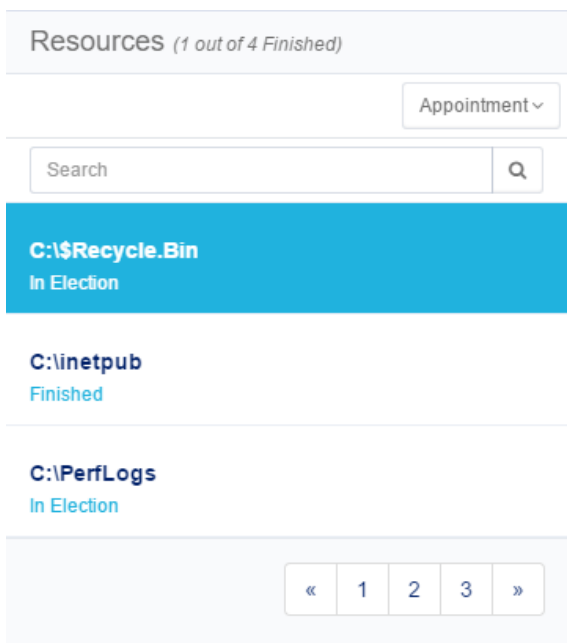 Resources (1 out of 4 Finished)
Appointment
Search
C:\$Recycle.Bin
In Election
C:\inetpub
Finished
C:\PerfLogs
In Election
« 1 2 3 »